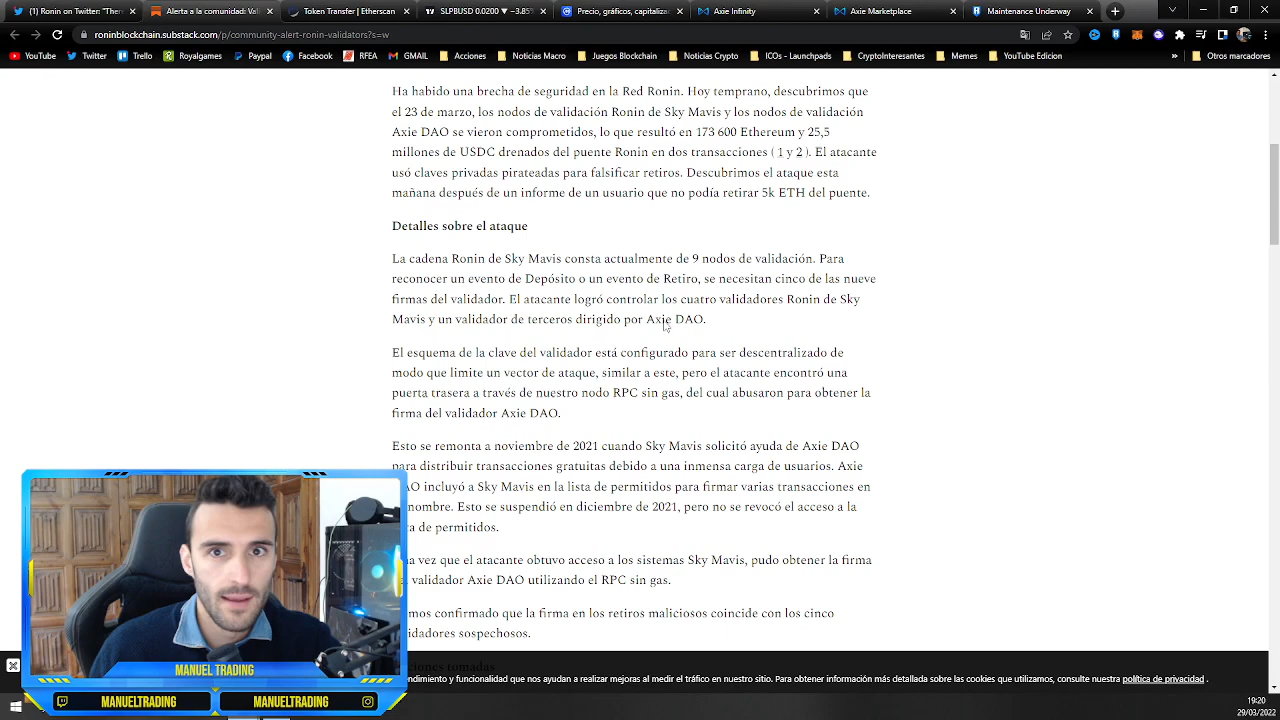 Ronin on Twitter: "There
Alerta a la comunidad: Vali
Token Transfer | Etherscan
SLPBUSD 0.0200 ▼ −3.85%
Precio, gráficos, capitaliza
Axie Infinity
Axie Marketplace
Maintenance Underway
roninblockchain.substack.com/p/community-alert-ronin-validators?s=w
YouTube
Twitter
Trello
Royalgames
Paypal
Facebook
RFEA
GMAIL
Acciones
Noticias Macro
Juegos Blockchain
Noticias Crypto
ICOs - Launchpads
CryptoInteresantes
Memes
YouTube Edicion
»
Otros marcadores
Ha habido una brecha de seguridad en la Red Ronin. Hoy temprano, descubrimos que
el 23 de marzo, los nodos de validación Ronin de Sky Mavis y los nodos de validación
Axie DAO se vieron comprometidos, lo que resultó en 173 600 Ethereum y 25,5
millones de USDC drenados del puente Ronin en dos transacciones ( 1 y 2 ). El atacante
usó claves privadas pirateadas para falsificar retiros. Descubrimos el ataque esta
mañana después de un informe de un usuario que no podía retirar 5k ETH del puente.
Detalles sobre el ataque
La cadena Ronin de Sky Mavis consta actualmente de 9 nodos de validación. Para
reconocer un evento de Depósito o un evento de Retiro, se necesitan cinco de las nueve
firmas del validador. El atacante logró controlar los cuatro validadores Ronin de Sky
Mavis y un validador de terceros dirigido por Axie DAO.
El esquema de la clave del validador está configurado para ser descentralizado de
modo que limite un vector de ataque, similar a este, pero el atacante encontró una
puerta trasera a través de nuestro nodo RPC sin gas, del cual abusaron para obtener la
firma del validador Axie DAO.
Esto se remonta a noviembre de 2021 cuando Sky Mavis solicitó ayuda de Axie DAO
para distribuir transacciones gratuitas debido a una inmensa carga de usuarios. Axie
AO incluyó a Sky Mavis en la lista de permitidos para firmar varias transacciones en
nombre. Esto se suspendió en diciembre de 2021, pero no se revocó el acceso a la
ta de permitidos.
na vez que el atacante obtuvo acceso a los sistemas Sky Mavis, pudo obtener la firma
validador Axie DAO utilizando el RPC sin gas.
mos confirmado que la firma en los retiros maliciosos coincide con los cinco
idadores sospechosos.
ciones tomadas
ndimiento y funcionalidad que nos ayudan a realizar mejoras al medir el tráfico en nuestro sitio. Para obtener información más detallada sobre las cookies que utilizamos, consulte nuestra política de privacidad .
MANUEL TRADING
MANUELTRADING
MANUELTRADING
19:20
29/03/2022